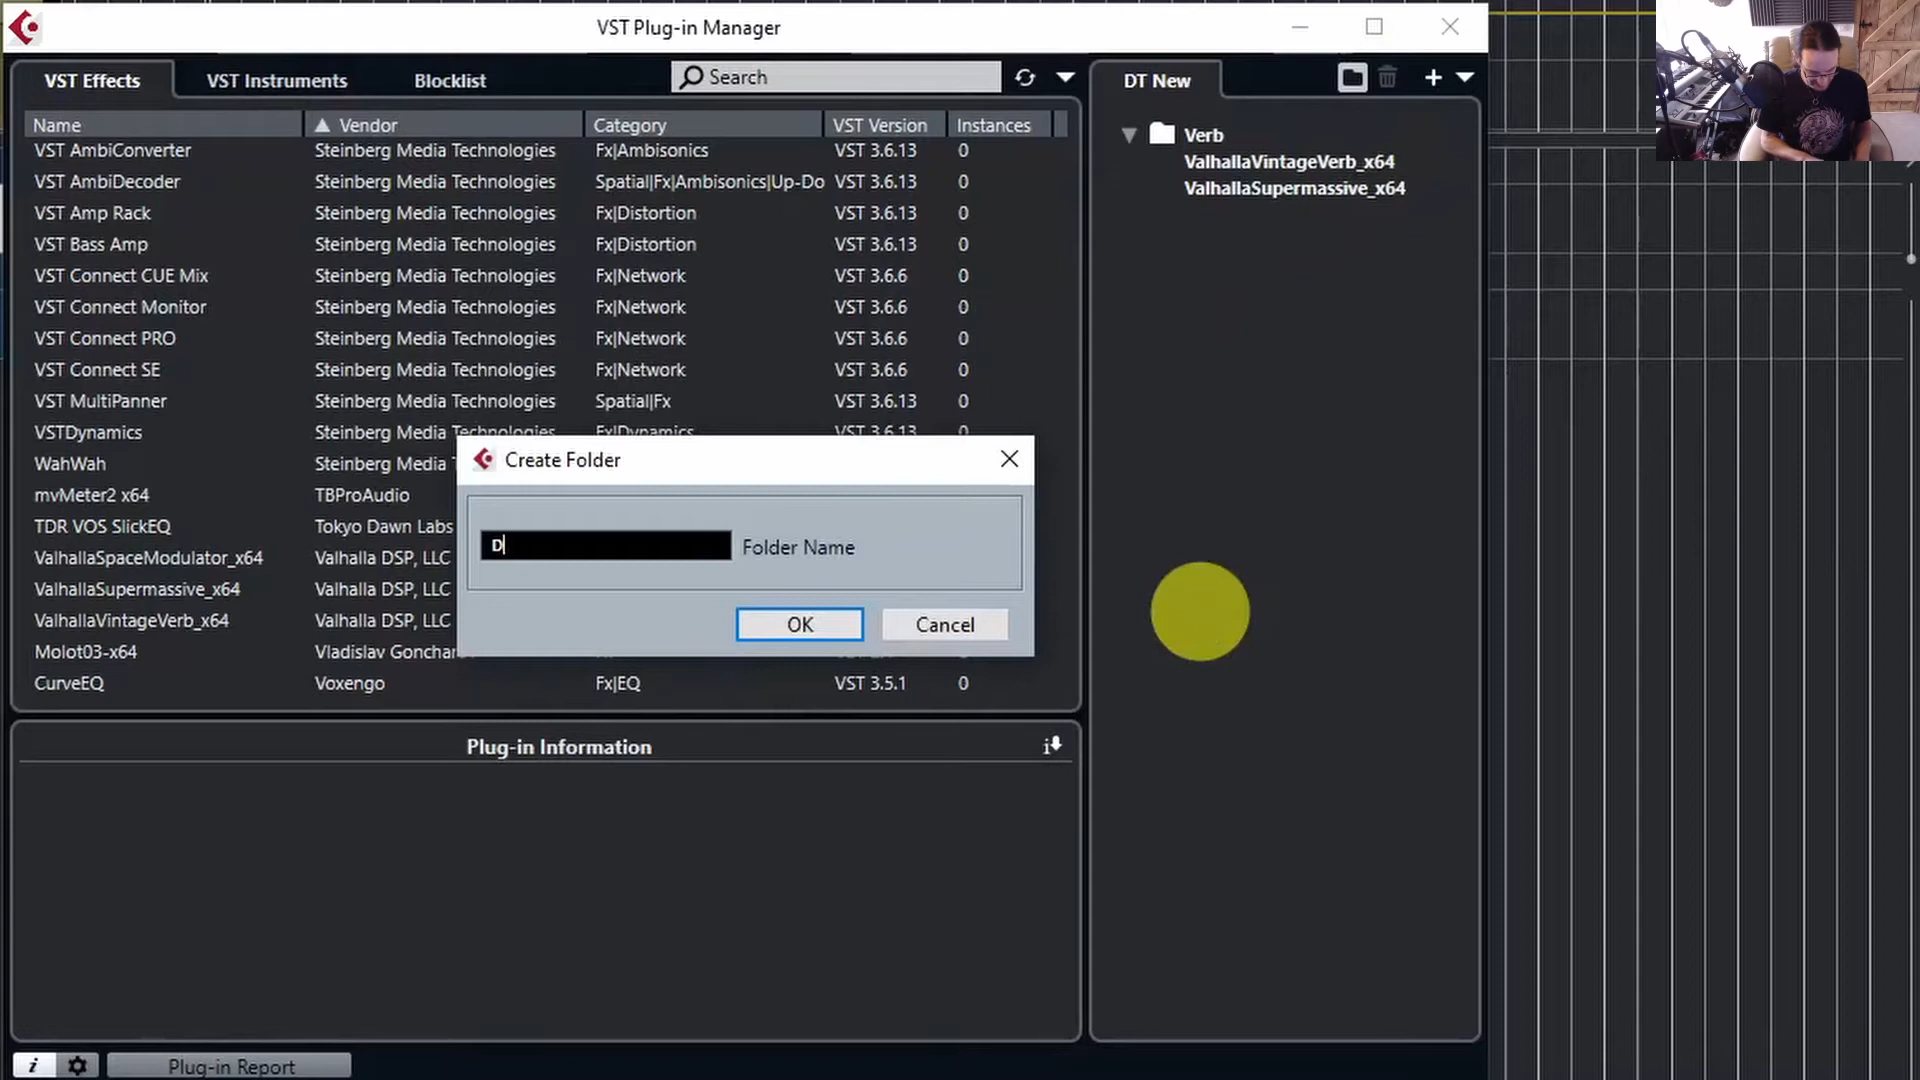 VST Plug-in Manager
VST Effects VST Instruments Blocklist Search
DT New
Name Vendor Category VST Version Instances
VST AmbiConverter Steinberg Media Technologies Fx|Ambisonics VST 3.6.13 0
VST AmbiDecoder Steinberg Media Technologies Spatial|Fx|Ambisonics|Up-Do VST 3.6.13 0
VST Amp Rack Steinberg Media Technologies Fx|Distortion VST 3.6.13 0
VST Bass Amp Steinberg Media Technologies Fx|Distortion VST 3.6.13 0
VST Connect CUE Mix Steinberg Media Technologies Fx|Network VST 3.6.6 0
VST Connect Monitor Steinberg Media Technologies Fx|Network VST 3.6.6 0
VST Connect PRO Steinberg Media Technologies Fx|Network VST 3.6.6 0
VST Connect SE Steinberg Media Technologies Fx|Network VST 3.6.6 0
VST MultiPanner Steinberg Media Technologies Spatial|Fx VST 3.6.13 0
VSTDynamics Steinberg Media Technologies Fx|Dynamics VST 3.6.13 0
WahWah Steinberg Media
mvMeter2 x64 TBProAudio
TDR VOS SlickEQ Tokyo Dawn Labs
ValhallaSpaceModulator_x64 Valhalla DSP, LLC
ValhallaSupermassive_x64 Valhalla DSP, LLC
ValhallaVintageVerb_x64 Valhalla DSP, LLC
Molot03-x64 Vladislav Gonchar
CurveEQ Voxengo Fx|EQ VST 3.5.1 0
Verb
ValhallaVintageVerb_x64
ValhallaSupermassive_x64
Create Folder
D Folder Name
OK Cancel
Plug-in Information
i
i Plug-in Report